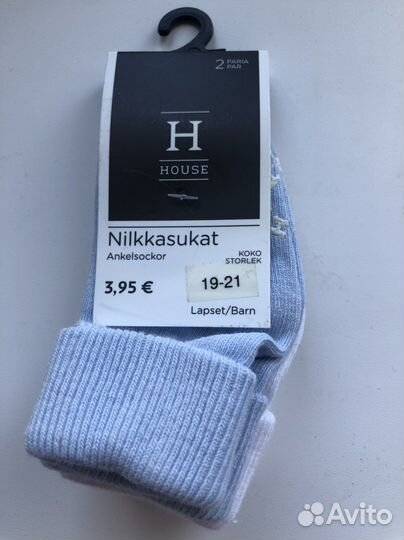 2 PARIA
PAR
H
HOUSE
Nilkkasukat
Ankelsockor
KOKO
STORLEK
3,95 €
19-21
Lapset/Barn
Avito